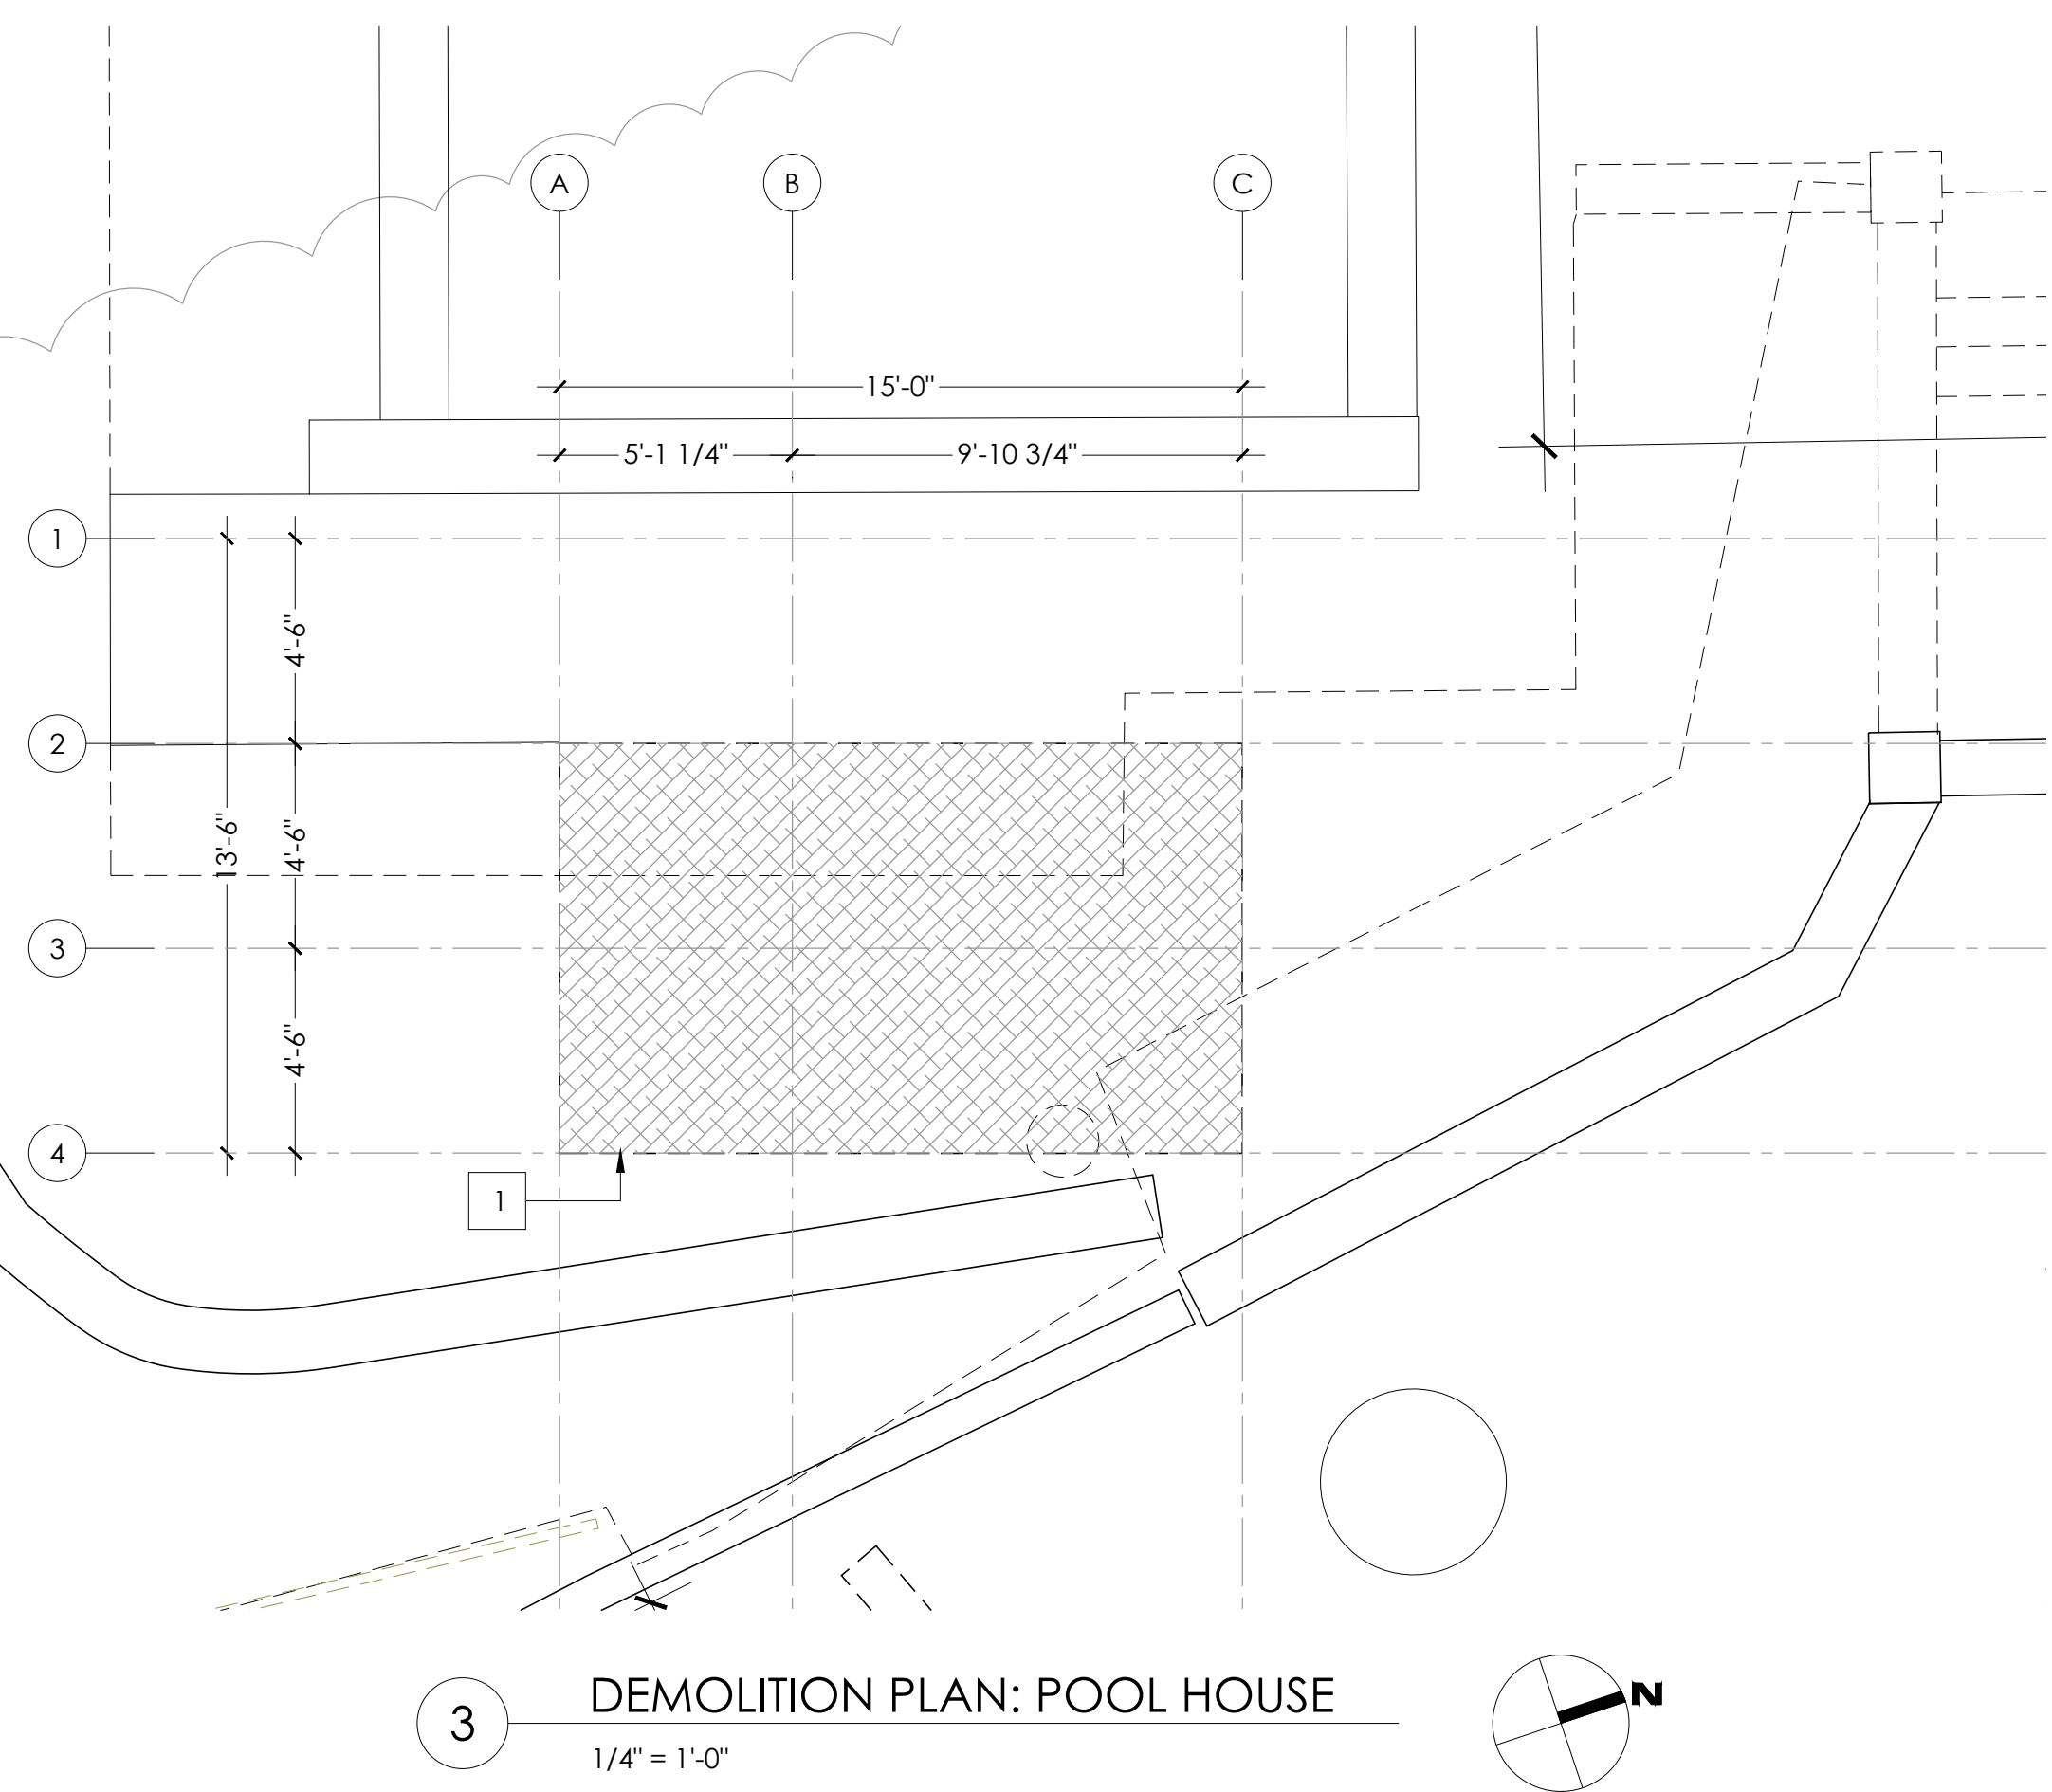 A
B
C
15'-0"
5'-1 1/4"
9'-10 3/4"
1
4'-6"
2
13'-6"
4'-6"
3
4'-6"
4
1
3
DEMOLITION PLAN: POOL HOUSE
1/4" = 1'-0"
N